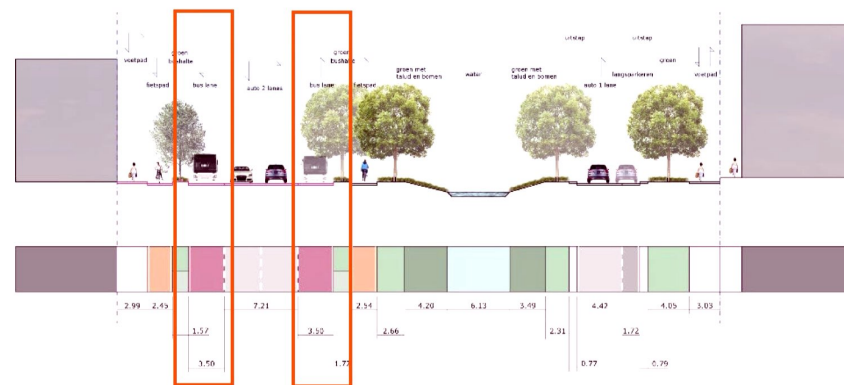 uitstap
uitstap
groen
bushalte
groen
bushalte
voetpad
groen
voetpad
groen met
talud en bomen
water
groen met
talud en bomen
langsparkeren
fietspad
bus lane
auto 2 lanes
bus lane
fietspad
auto 1 lane
2.99
2.45
7.21
2.54
4.20
6.13
3.49
4.47
4.05
3.03
1.57
3.50
2.66
2.31
1.72
3.50
1.77
0.77
0.79